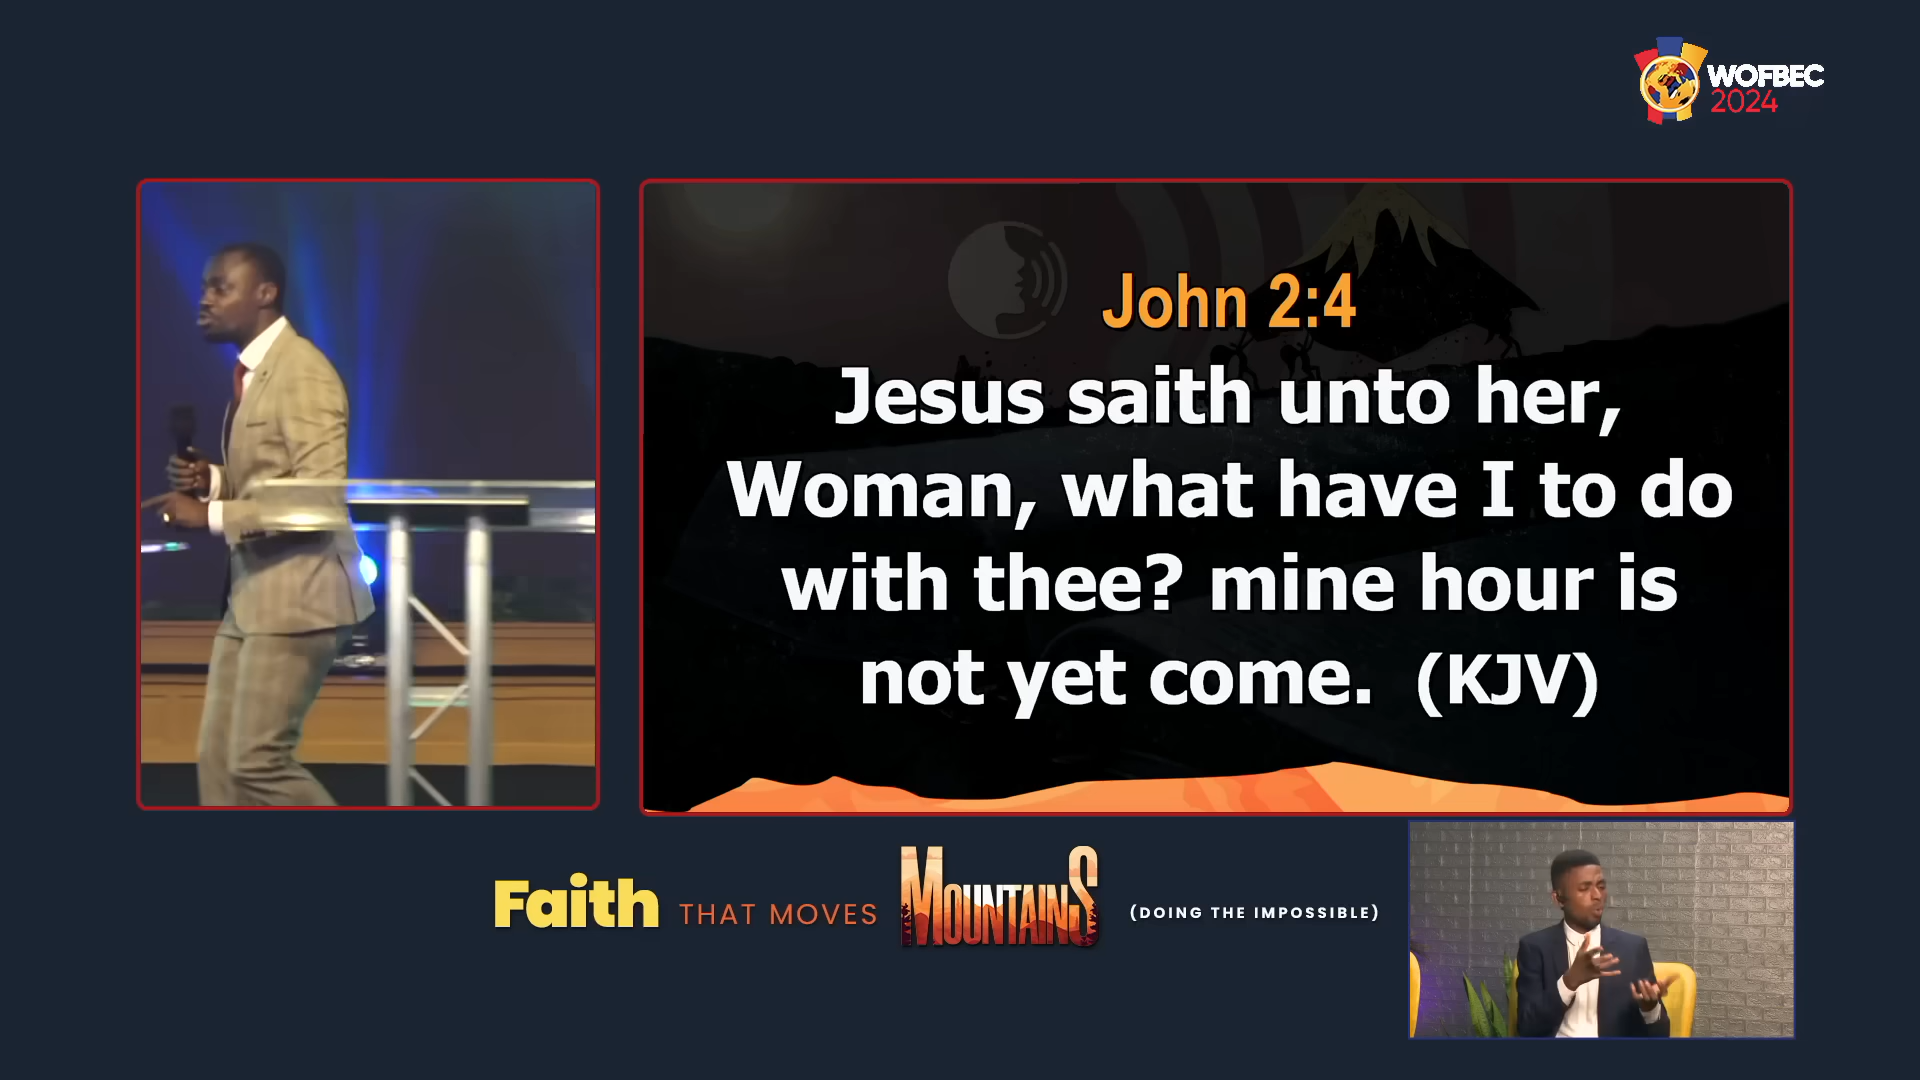 WOFBEC
2024
John 2:4
Jesus saith unto her,
Woman, what have I to do
with thee? mine hour is
not yet come. (KJV)
Faith THAT MOVES MOUNTAINS (DOING THE IMPOSSIBLE)